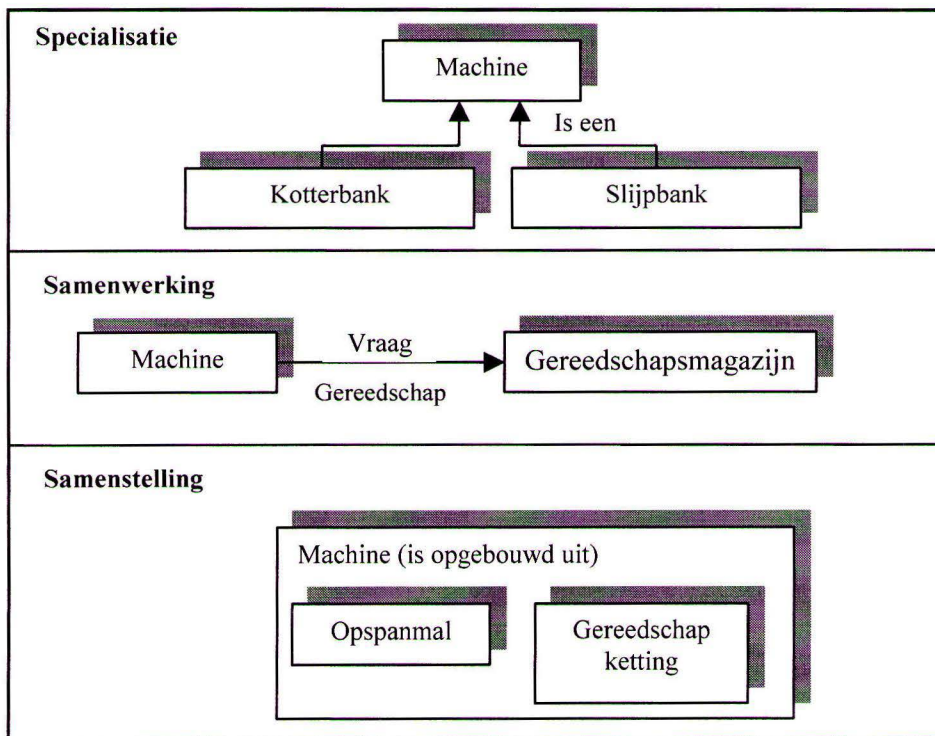 Specialisatie
Machine
Is een
Kotterbank
Slijpbank
Samenwerking
Machine
Vraag
Gereedschap
Gereedschapsmagazijn
Samenstelling
Machine (is opgebouwd uit)
Opspanmal
Gereedschap
ketting